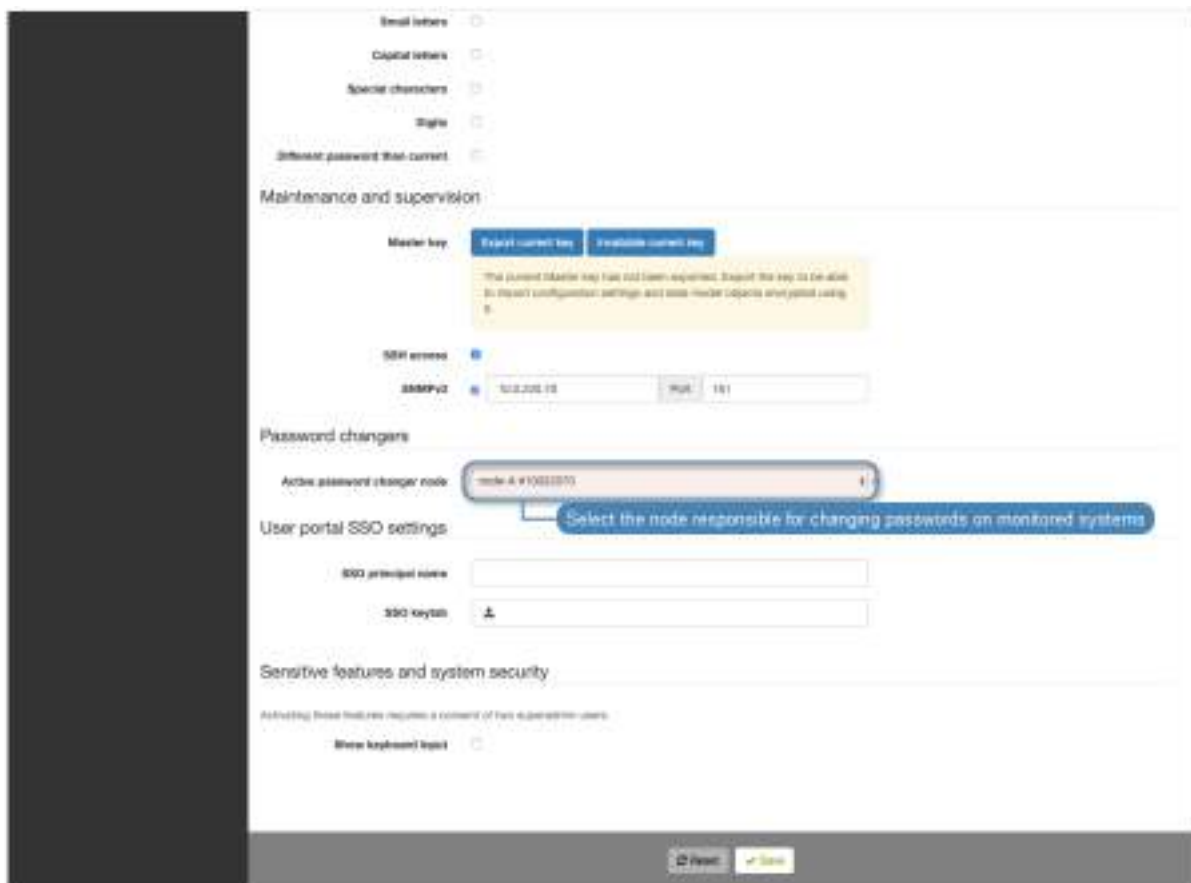 Small letters
Capital letters
Special characters
Digits
Different password than current
Maintenance and supervision
Master key
Export current key
Invalidate current key
The current Master key has not been exported. Export the key to be able
to import configuration settings and data model objects encrypted using
it.
SSH access
SNMPv3
Port
161
Password changers
Active password changer node
Select the node responsible for changing passwords on monitored systems
User portal SSO settings
SSO principal name
SSO keytab
Sensitive features and system security
Activating these features requires a consent of two superadmin users.
Show keyboard input
Reset
Save